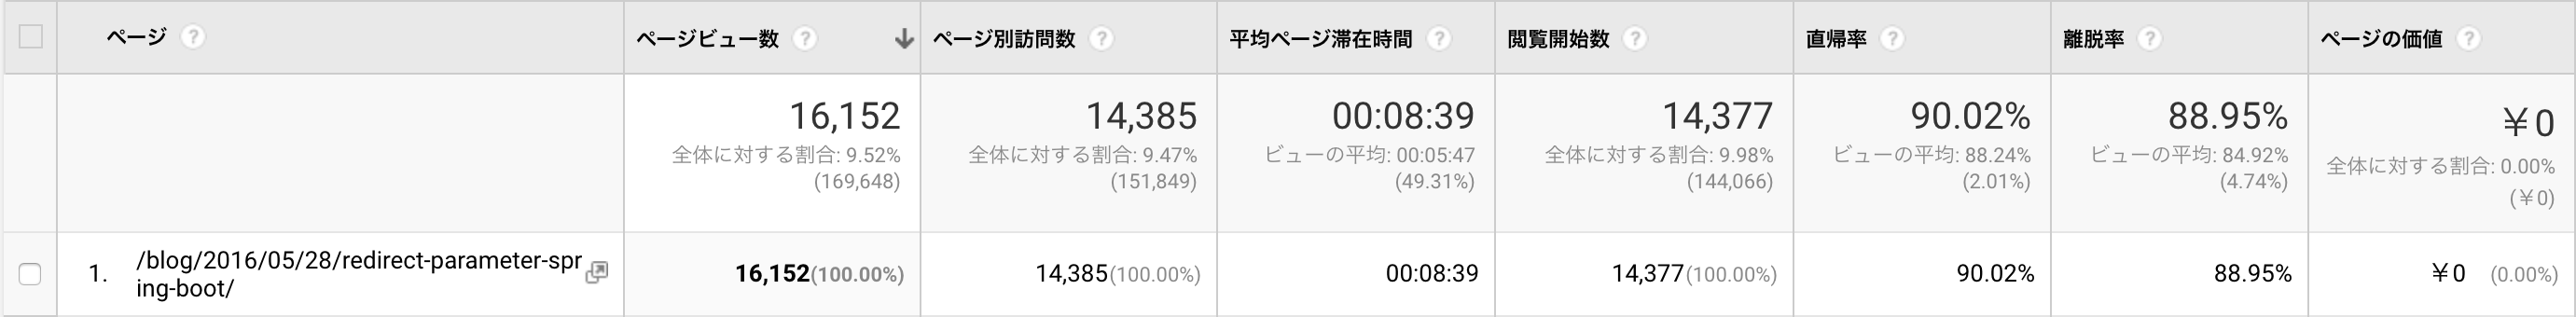 ページ ? ページビュー数 ? ページ別訪問数 ? 平均ページ滞在時間 ? 閲覧開始数 ? 直帰率 ? 離脱率 ? ページの価値 ?
16,152 14,385 00:08:39 14,377 90.02% 88.95% ￥0
全体に対する割合: 9.52% 全体に対する割合: 9.47% ビューの平均: 00:05:47 全体に対する割合: 9.98% ビューの平均: 88.24% ビューの平均: 84.92% 全体に対する割合: 0.00%
(169,648) (151,849) (49.31%) (144,066) (2.01%) (4.74%) (￥0)
1. /blog/2016/05/28/redirect-parameter-spr
ing-boot/
16,152(100.00%) 14,385(100.00%) 00:08:39 14,377(100.00%) 90.02% 88.95% ￥0 (0.00%)